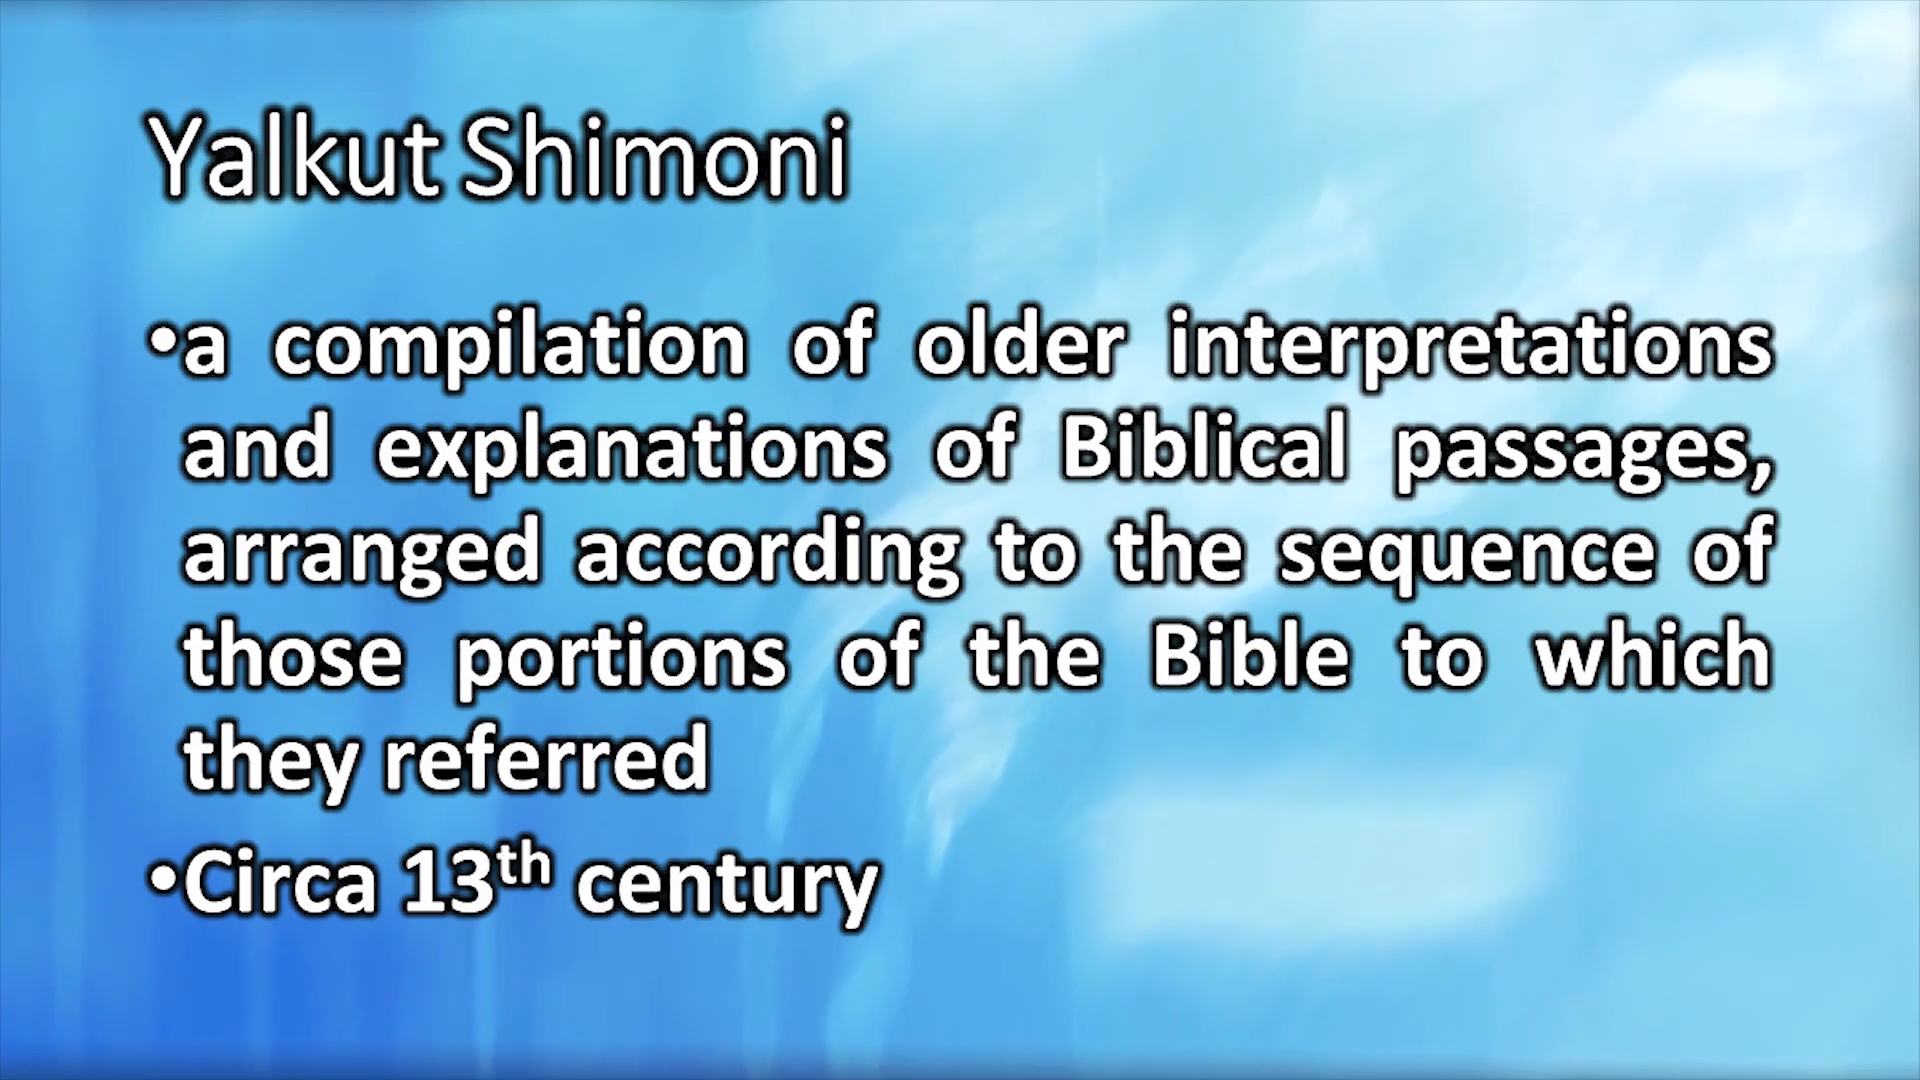 Yalkut Shimoni
•a compilation of older interpretations
and explanations of Biblical passages,
arranged according to the sequence of
those portions of the Bible to which
they referred
•Circa 13th century